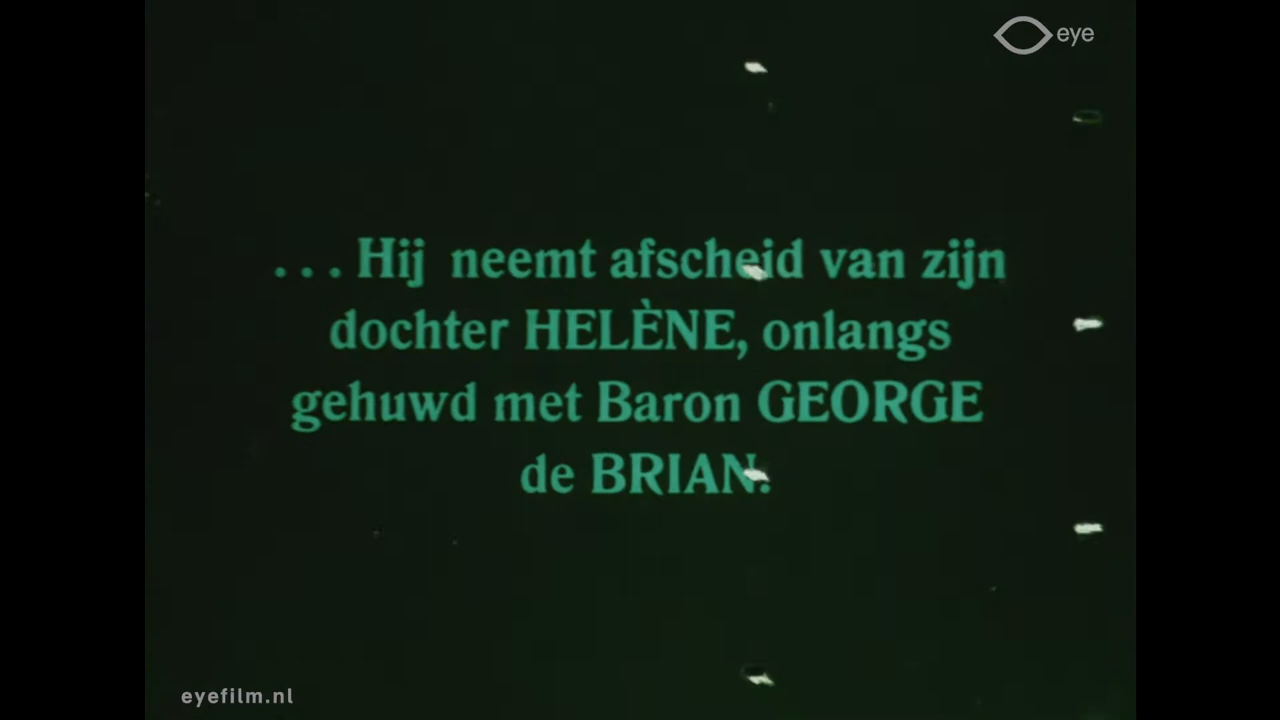 eye
... Hij neemt afscheid van zijn
dochter HELÈNE, onlangs
gehuwd met Baron GEORGE
de BRIAN.
eyefilm.nl